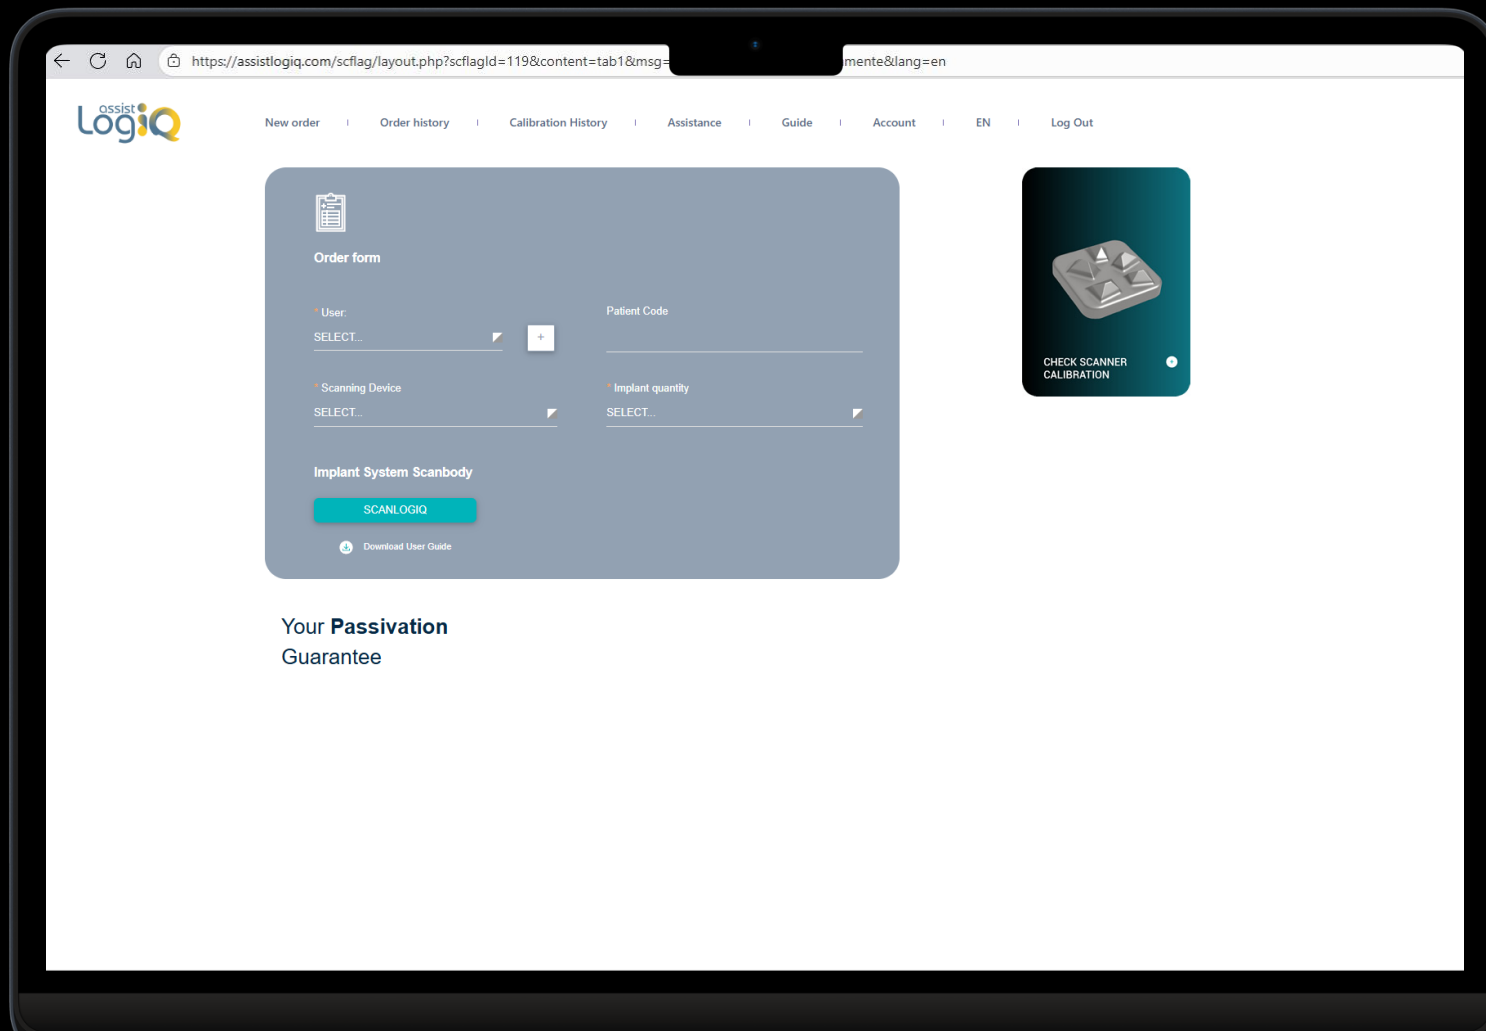 https://assistlogiq.com/scflag/layout.php?scflagId=119&content=tab1&msg= mente&lang=en
assist
LogiQ
New order
Order history
Calibration History
Assistance
Guide
Account
EN
Log Out
Order form
* User:
SELECT...
+
Patient Code
* Scanning Device
SELECT...
* Implant quantity
SELECT...
Implant System Scanbody
SCANLOGIQ
Download User Guide
CHECK SCANNER
CALIBRATION
Your Passivation
Guarantee